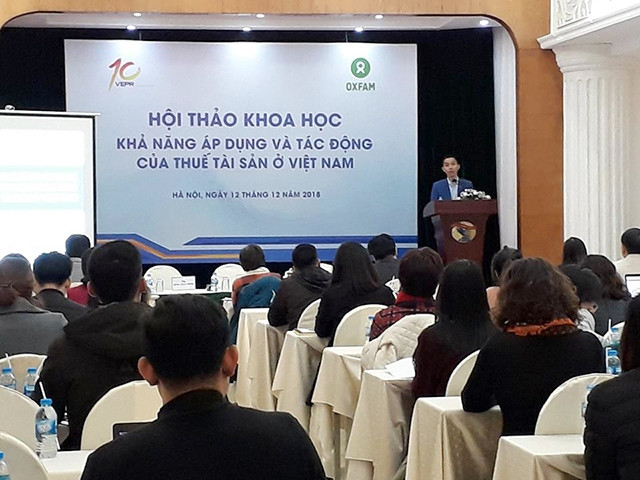 10
VEPR
OXFAM
HỘI THẢO KHOA HỌC
KHẢ NĂNG ÁP DỤNG VÀ TÁC ĐỘNG
CỦA THUẾ TÀI SẢN Ở VIỆT NAM
HÀ NỘI, NGÀY 12 THÁNG 12 NĂM 2018